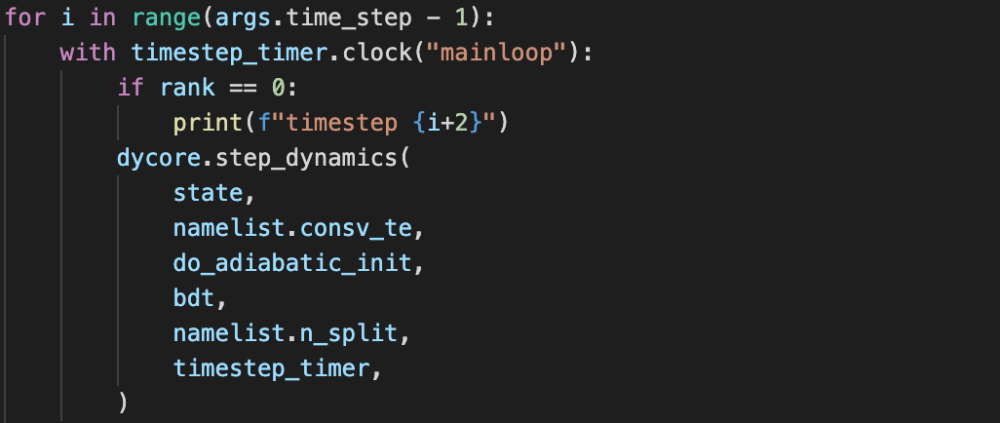 for i in range(args.time_step - 1):
    with timestep_timer.clock("mainloop"):
        if rank == 0:
            print(f"timestep {i+2}")
        dycore.step_dynamics(
            state,
            namelist.consv_te,
            do_adiabatic_init,
            bdt,
            namelist.n_split,
            timestep_timer,
        )